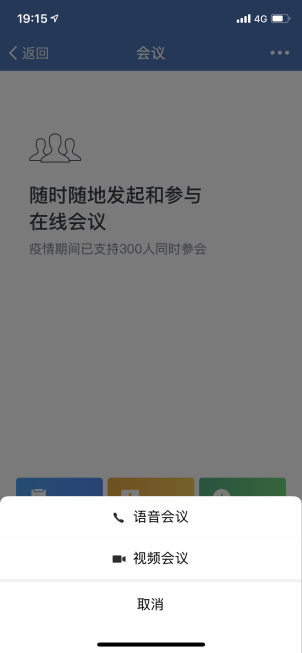 19:15
4G
返回
会议
随时随地发起和参与
在线会议
疫情期间已支持300人同时参会
语音会议
视频会议
取消